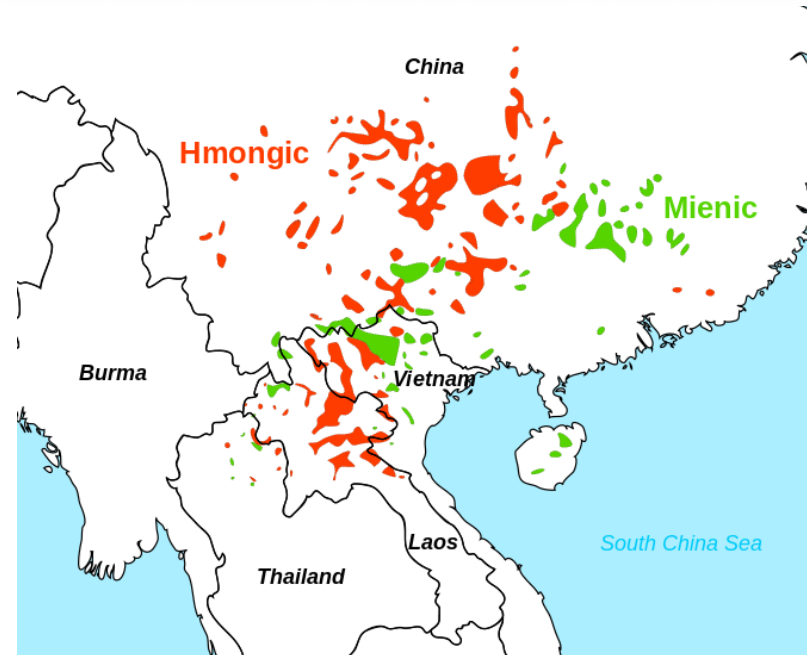 China
Hmongic
Mienic
Burma
Vietnam
South China Sea
Laos
Thailand